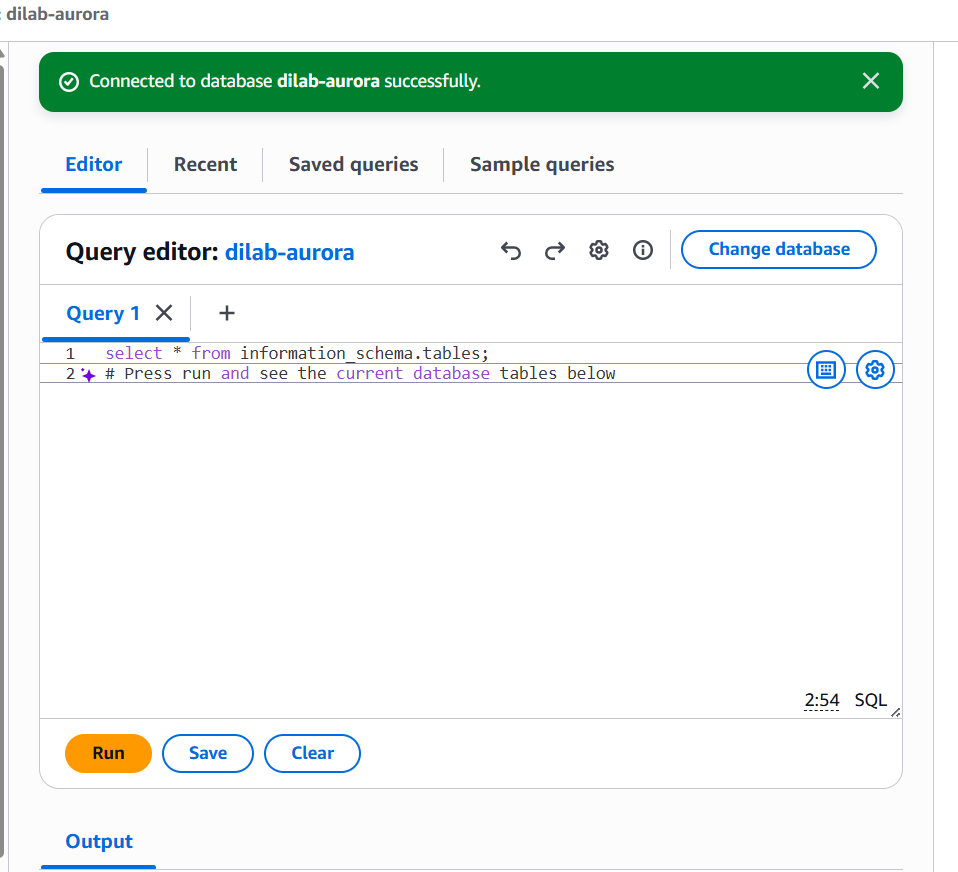 : dilab-aurora
Connected to database dilab-aurora successfully.
Editor Recent Saved queries Sample queries
Query editor: dilab-aurora Change database
Query 1
1 select * from information_schema.tables;
2 # Press run and see the current database tables below
2:54 SQL
Run Save Clear
Output